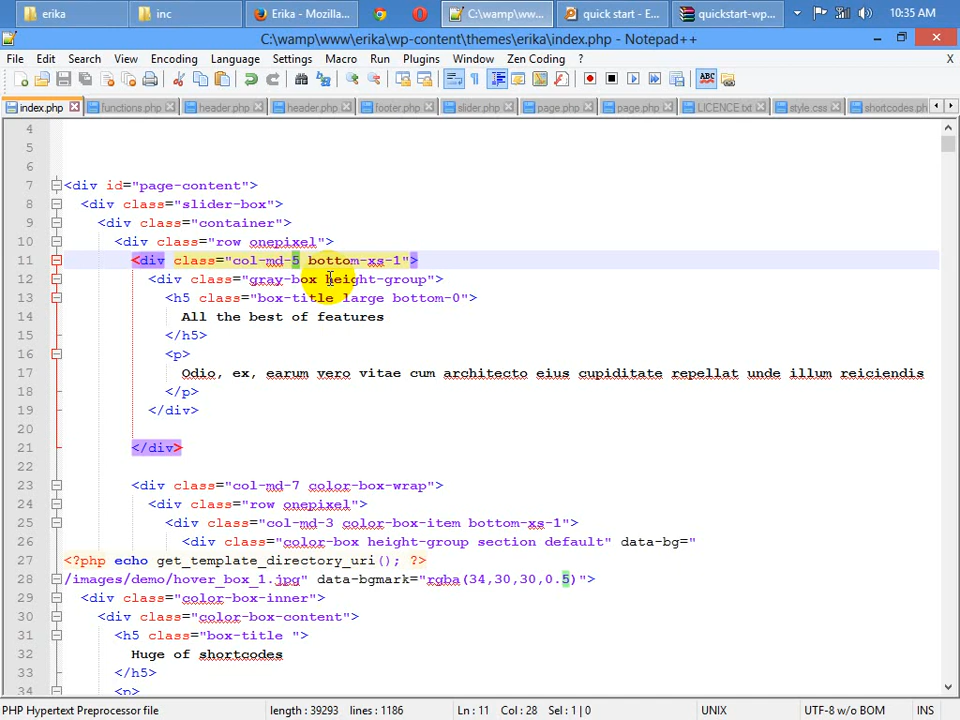 erika
inc
Erika - Mozilla...
C:\wamp\ww...
quick start - E...
quickstart-wp...
10:35 AM
C:\wamp\www\erika\wp-content\themes\erika\index.php - Notepad++
File Edit Search View Encoding Language Settings Macro Run Plugins Window Zen Coding ? X
index.php functions.php header.php header.php footer.php slider.php page.php page.php LICENCE.txt style.css shortcodes.ph
4
5
6
7 <div id="page-content">
8 <div class="slider-box">
9 <div class="container">
10 <div class="row onepixel">
11 <div class="col-md-5 bottom-xs-1">
12 <div class="gray-box height-group">
13 <h5 class="box-title large bottom-0">
14 All the best of features
15 </h5>
16 <p>
17 Odio, ex, earum vero vitae cum architecto eius cupiditate repellat unde illum reiciendis
18 </p>
19 </div>
20
21 </div>
22
23 <div class="col-md-7 color-box-wrap">
24 <div class="row onepixel">
25 <div class="col-md-3 color-box-item bottom-xs-1">
26 <div class="color-box height-group section default" data-bg="
27 <?php echo get_template_directory_uri(); ?>
28 /images/demo/hover_box_1.jpg" data-bgmark="rgba(34,30,30,0.5)">
29 <div class="color-box-inner">
30 <div class="color-box-content">
31 <h5 class="box-title ">
32 Huge of shortcodes
33 </h5>
34 <p>
PHP Hypertext Preprocessor file length : 39293 lines : 1186 Ln : 11 Col : 28 Sel : 1 | 0 UNIX UTF-8 w/o BOM INS